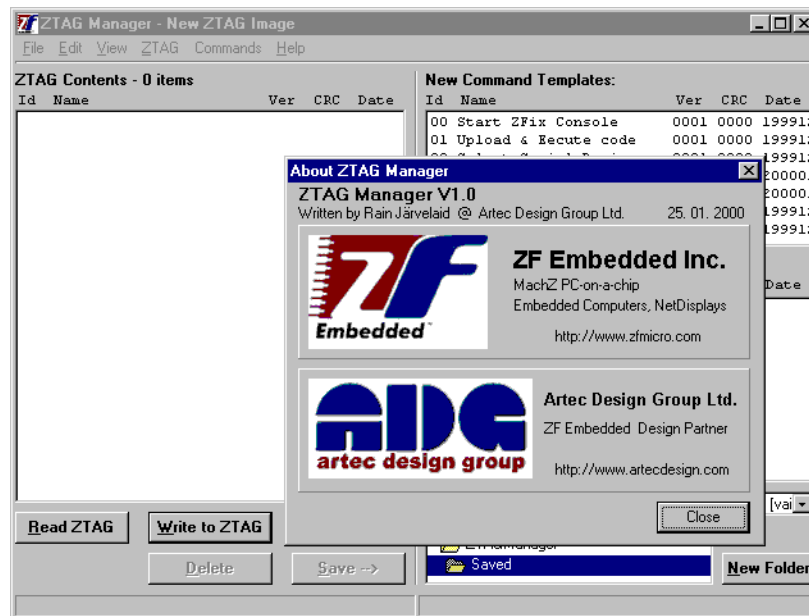 ZTAG Manager - New ZTAG Image
File Edit View ZTAG Commands Help
ZTAG Contents - 0 items
Id Name Ver CRC Date
New Command Templates:
Id Name Ver CRC Date
00 Start ZFix Console 0001 0000 19991
01 Upload & Eecute code 0001 0000 19991
About ZTAG Manager
ZTAG Manager V1.0
Written by Rain Järvelaid @ Artec Design Group Ltd. 25. 01. 2000
ZF
Embedded
ZF Embedded Inc.
MachZ PC-on-a-chip
Embedded Computers, NetDisplays
http://www.zfmicro.com
ADG
artec design group
Artec Design Group Ltd.
ZF Embedded Design Partner
http://www.artecdesign.com
Close
Date
[vai
Read ZTAG
Write to ZTAG
Delete
Save -->
Saved
New Folder